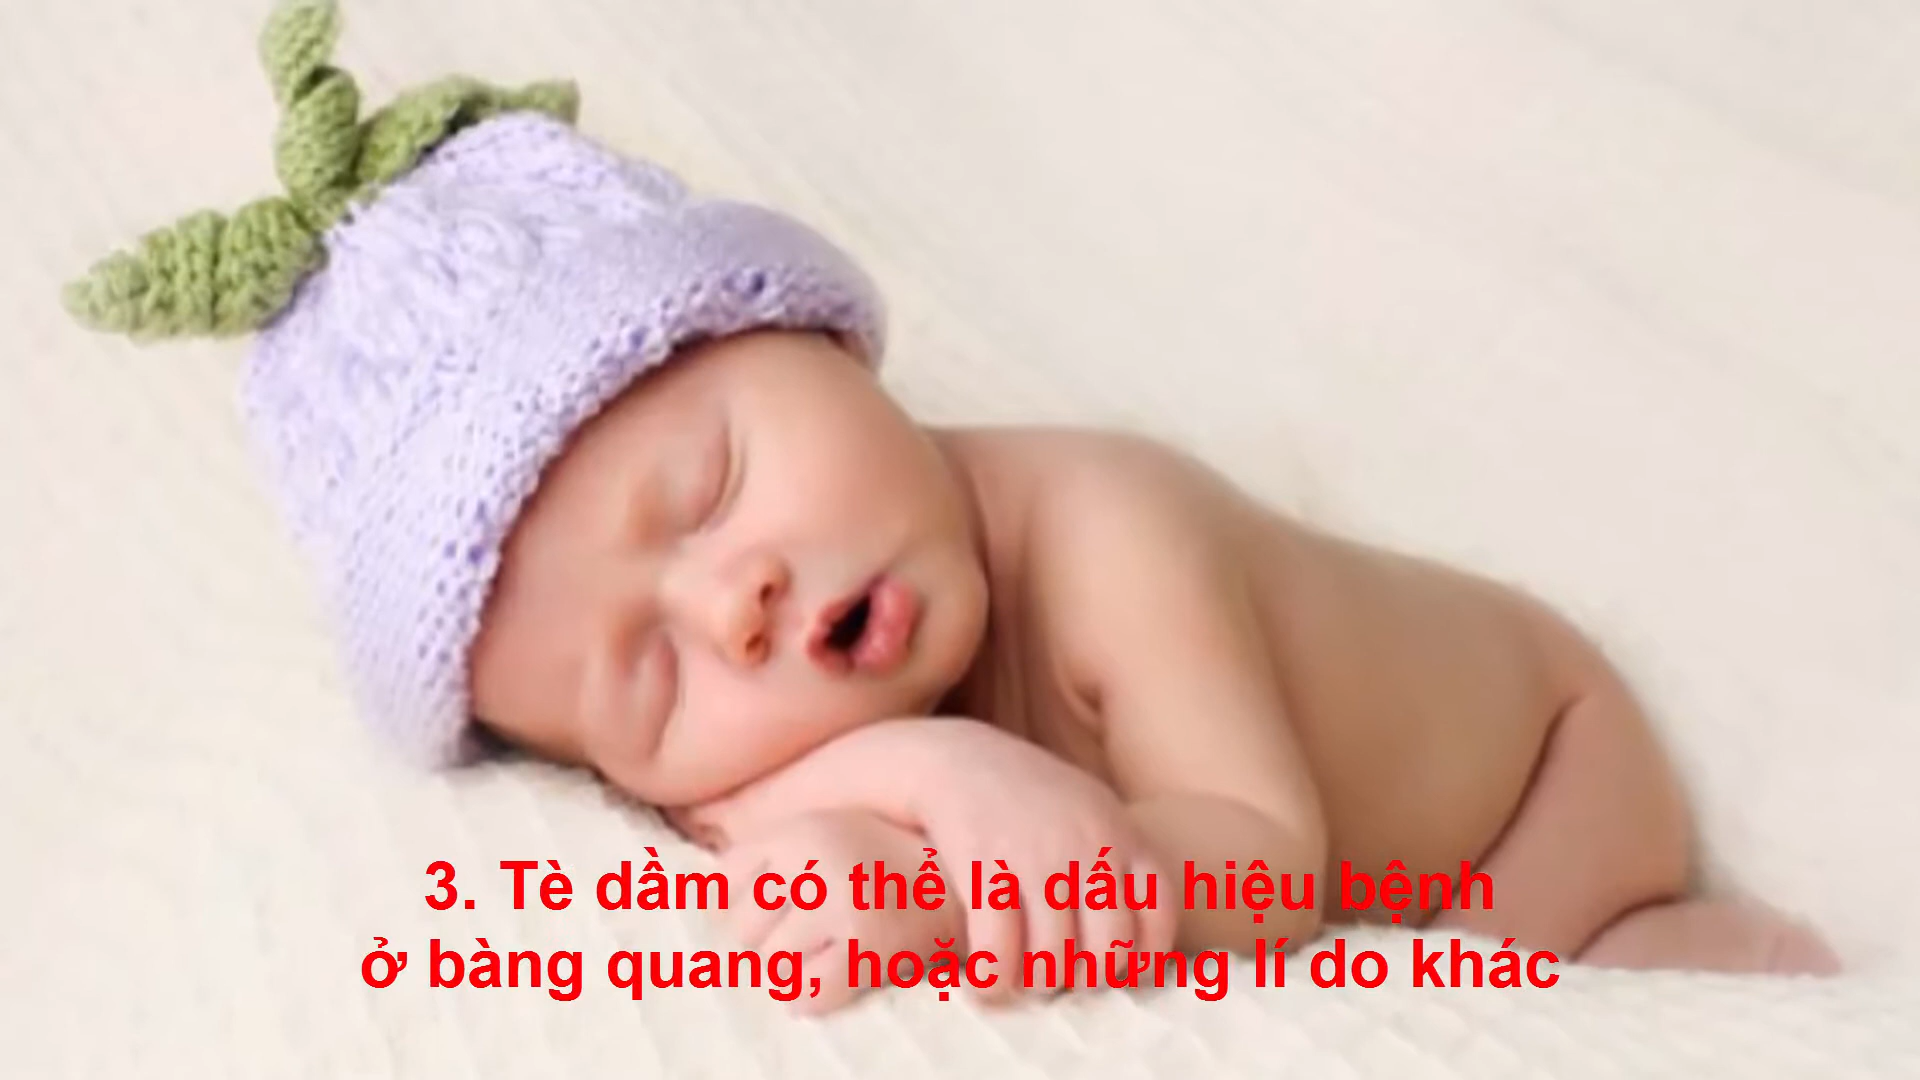 3. Tè dầm có thể là dấu hiệu bệnh
ở bàng quang, hoặc những lí do khác